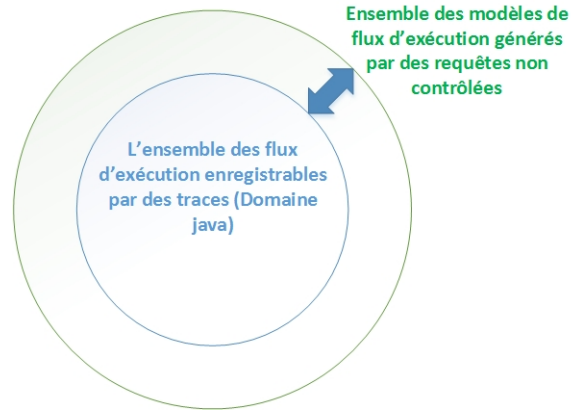 Ensemble des modèles de
flux d’exécution générés
par des requêtes non
contrôlées
L’ensemble des flux
d’exécution enregistrables
par des traces (Domaine
java)